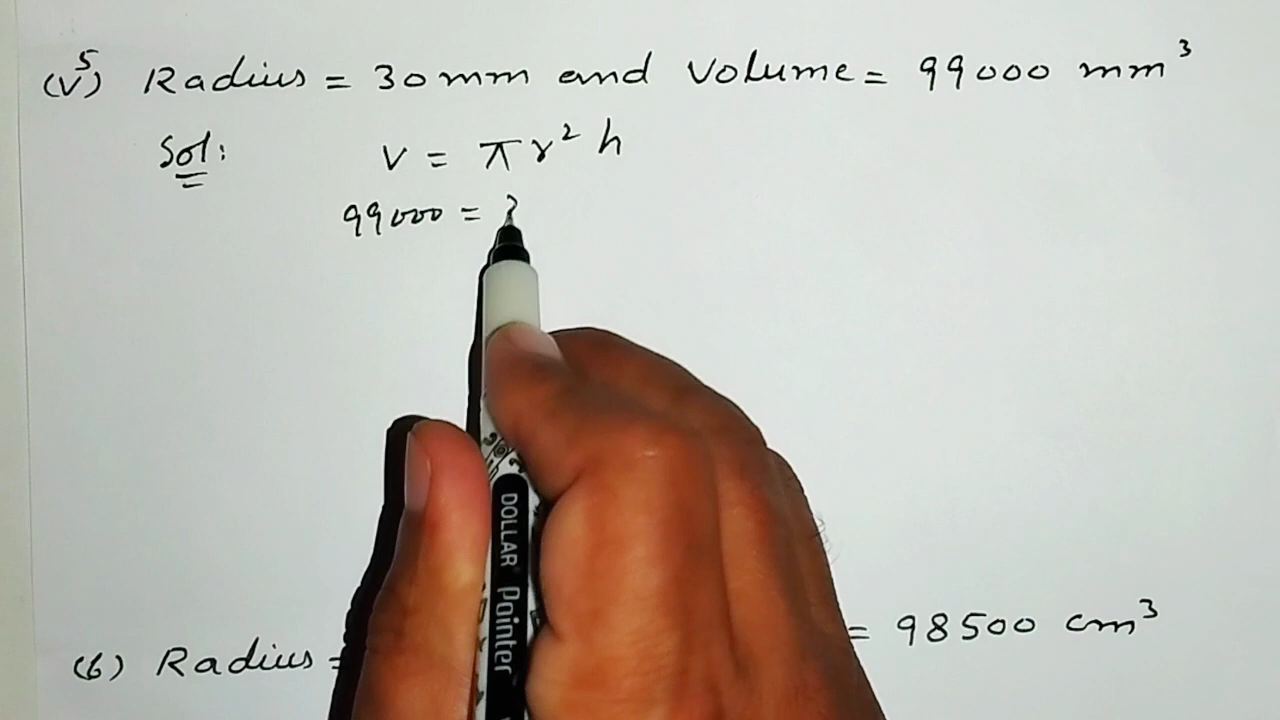 (v) 5 Radius = 30 mm and Volume = 99000 mm³
Sol:
V = πr²h
99000 =
(6) Radius = = 98500 cm³
DOLLAR Pointer